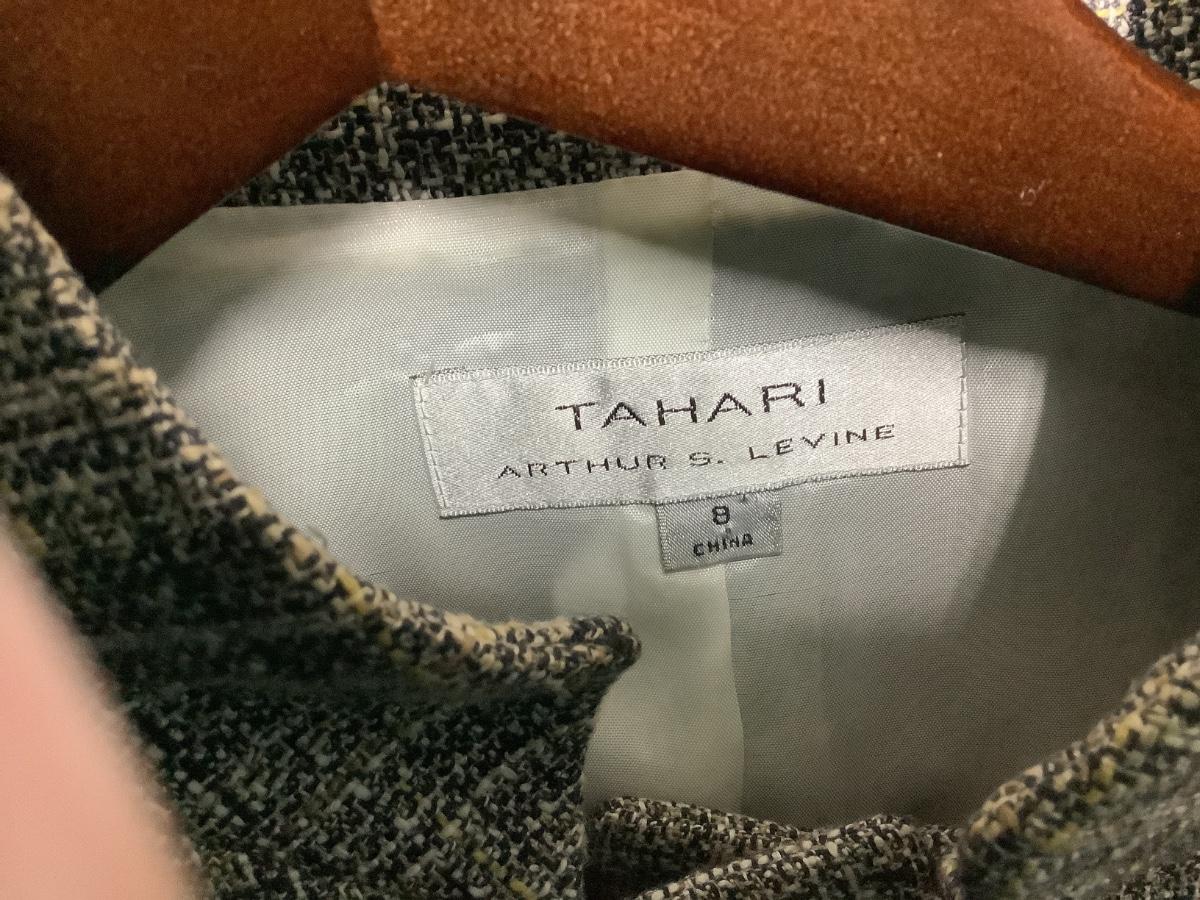 TAHARI
ARTHUR S. LEVINE
8
CHINA